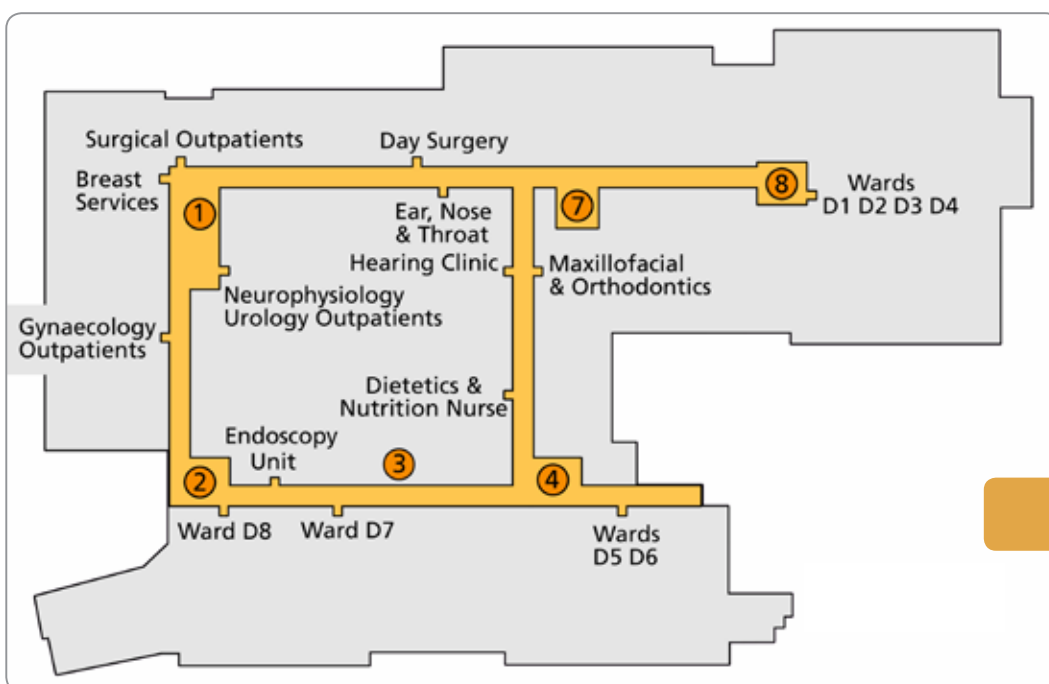 Surgical Outpatients
Day Surgery
Breast
Services
1
7
8
Wards
D1 D2 D3 D4
Ear, Nose
& Throat
Hearing Clinic
Maxillofacial
& Orthodontics
Neurophysiology
Urology Outpatients
Gynaecology
Outpatients
Dietetics &
Nutrition Nurse
Endoscopy
Unit
3
2
4
Ward D8
Ward D7
Wards
D5 D6